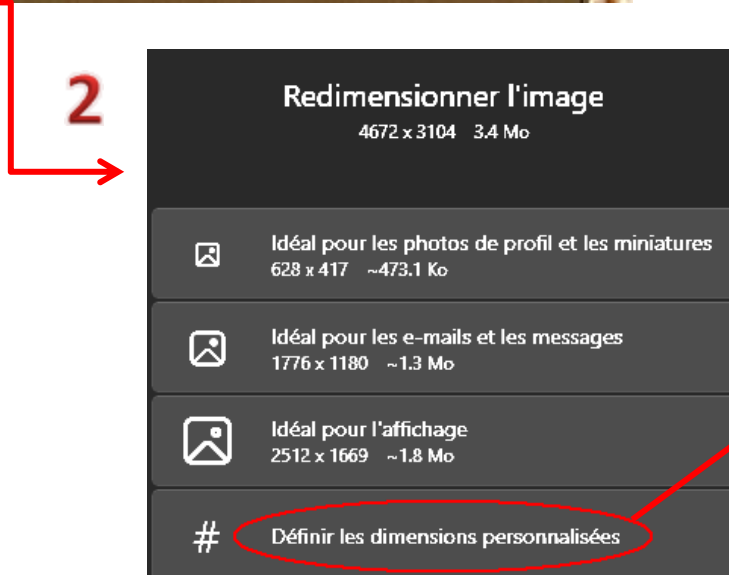 2
Redimensionner l'image
4672 x 3104 3.4 Mo
Idéal pour les photos de profil et les miniatures
628 x 417 ~473.1 Ko
Idéal pour les e-mails et les messages
1776 x 1180 ~1.3 Mo
Idéal pour l'affichage
2512 x 1669 ~1.8 Mo
# Définir les dimensions personnalisées